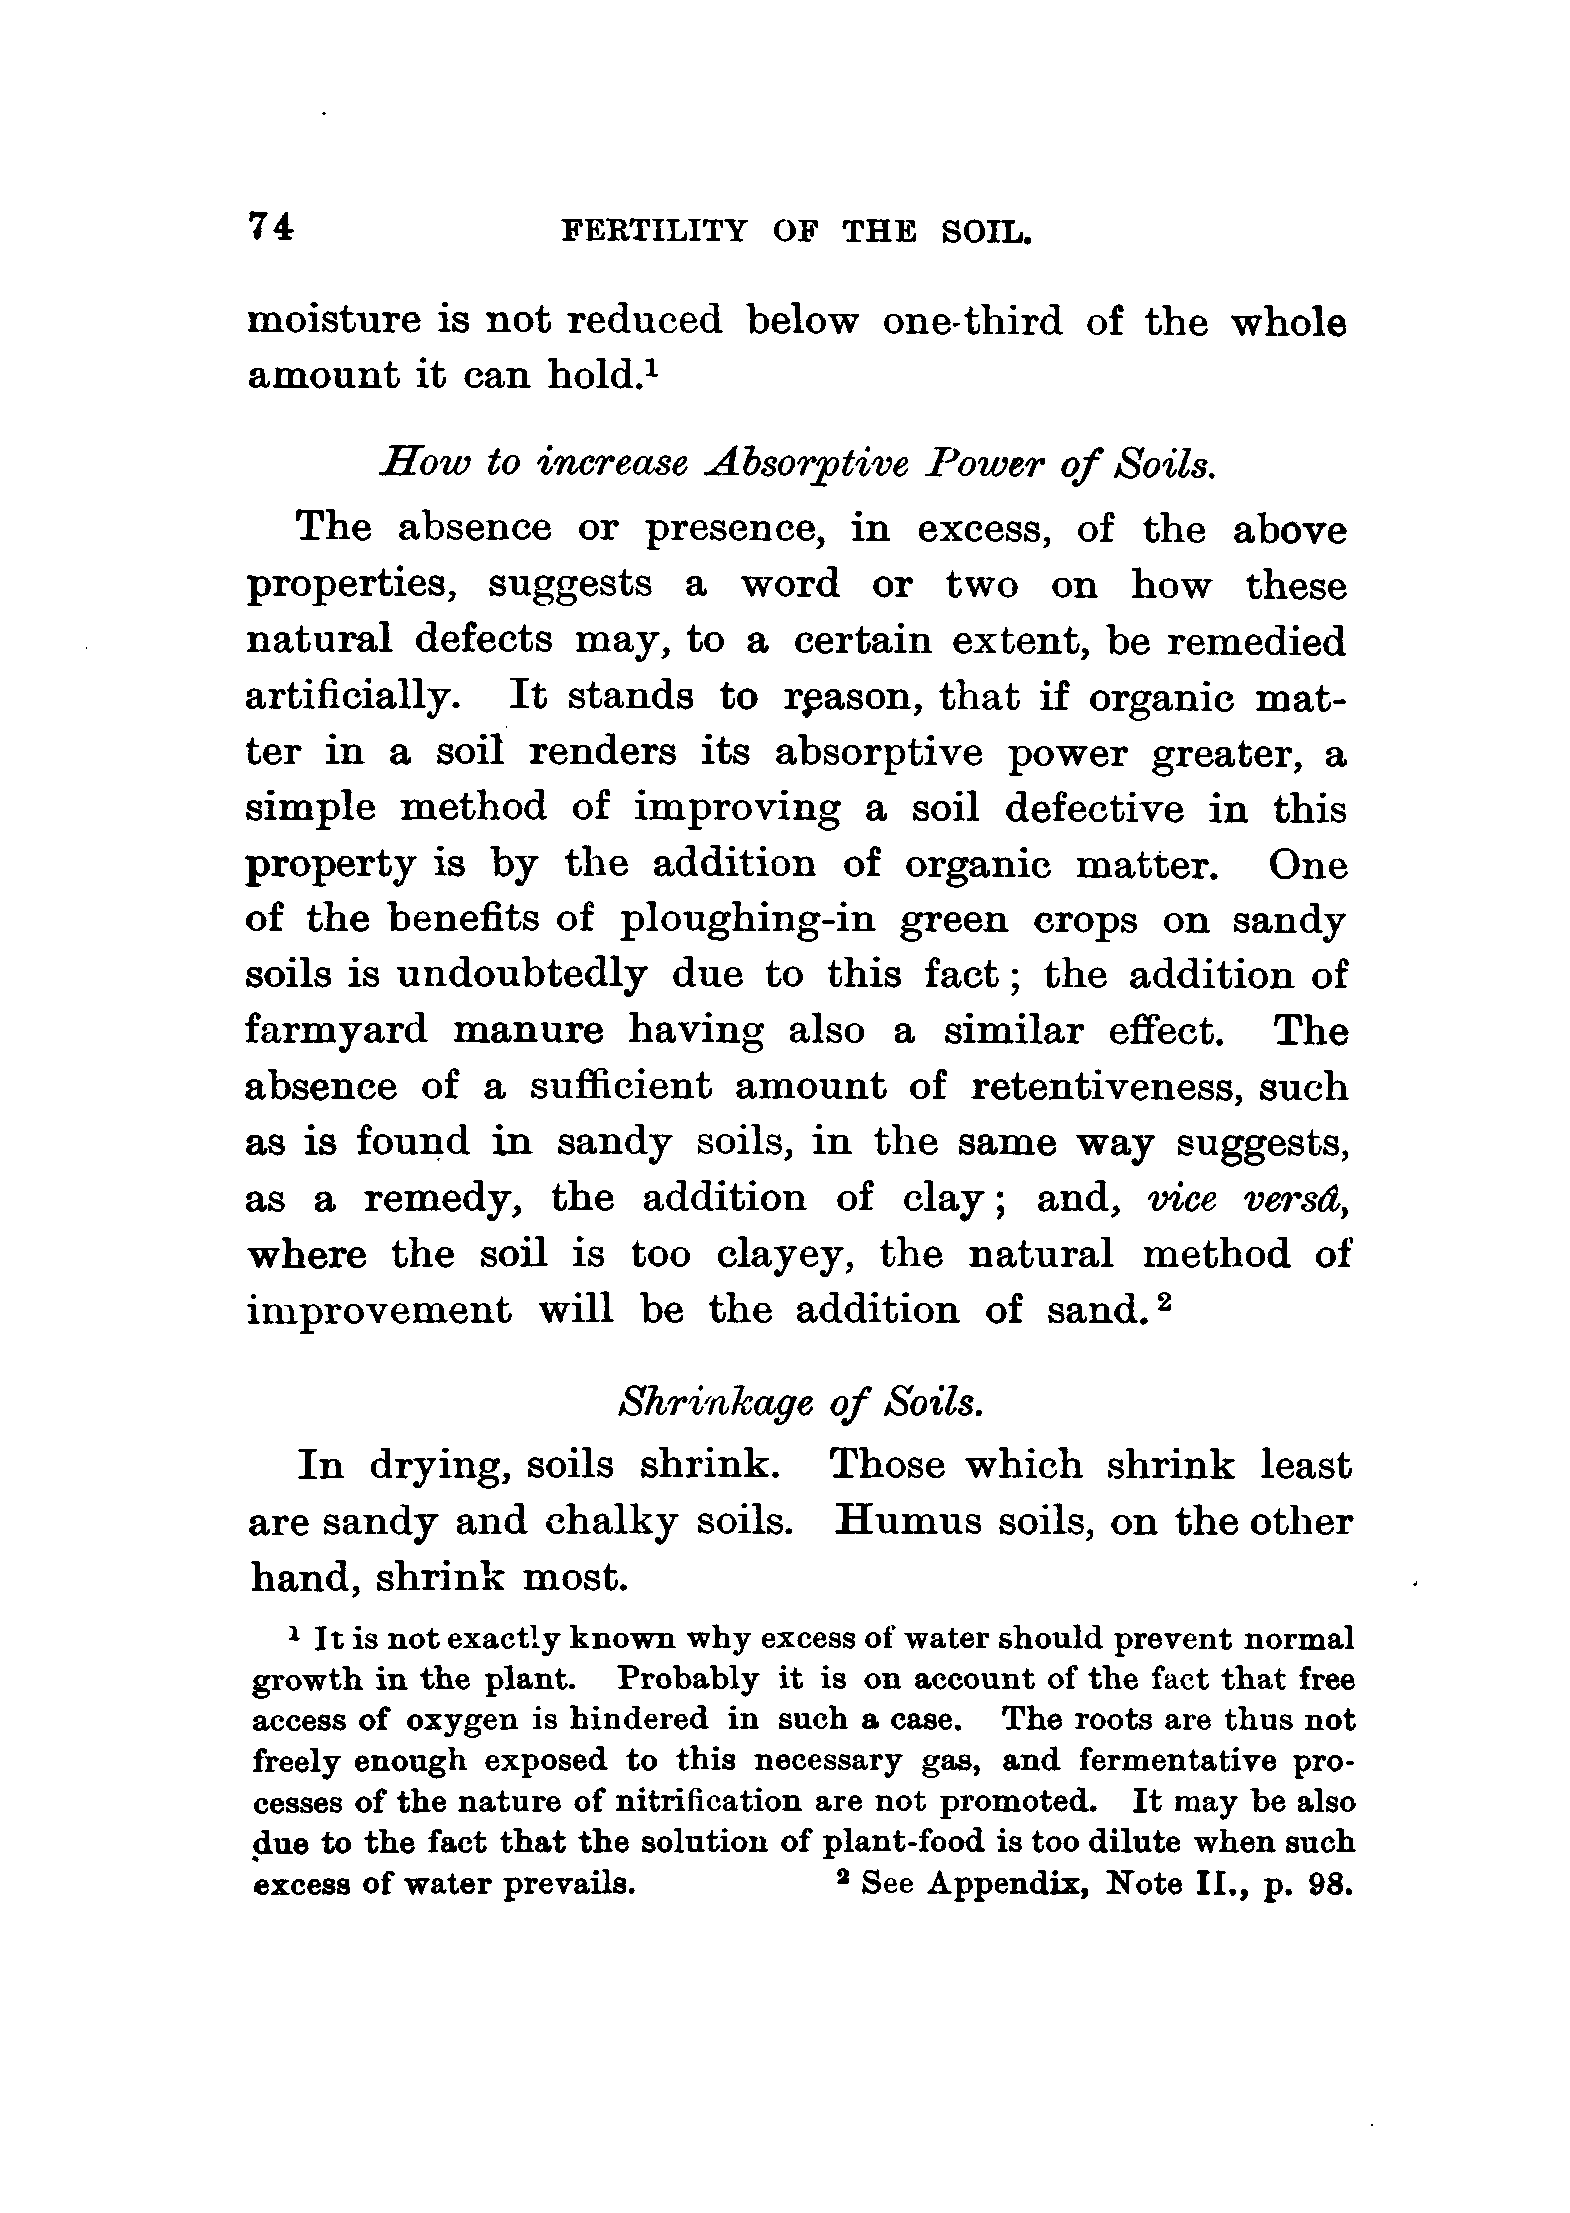 74 FERTILITY OF THE SOIL.
moisture is not reduced below one-third of the whole
amount it can hold.¹
How to increase Absorptive Power of Soils.
The absence or presence, in excess, of the above
properties, suggests a word or two on how these
natural defects may, to a certain extent, be remedied
artificially. It stands to reason, that if organic mat-
ter in a soil renders its absorptive power greater, a
simple method of improving a soil defective in this
property is by the addition of organic matter. One
of the benefits of ploughing-in green crops on sandy
soils is undoubtedly due to this fact; the addition of
farmyard manure having also a similar effect. The
absence of a sufficient amount of retentiveness, such
as is found in sandy soils, in the same way suggests,
as a remedy, the addition of clay; and, vice versâ,
where the soil is too clayey, the natural method of
improvement will be the addition of sand.²
Shrinkage of Soils.
In drying, soils shrink. Those which shrink least
are sandy and chalky soils. Humus soils, on the other
hand, shrink most.
¹ It is not exactly known why excess of water should prevent normal
growth in the plant. Probably it is on account of the fact that free
access of oxygen is hindered in such a case. The roots are thus not
freely enough exposed to this necessary gas, and fermentative pro-
cesses of the nature of nitrification are not promoted. It may be also
due to the fact that the solution of plant-food is too dilute when such
excess of water prevails. ² See Appendix, Note II., p. 98.